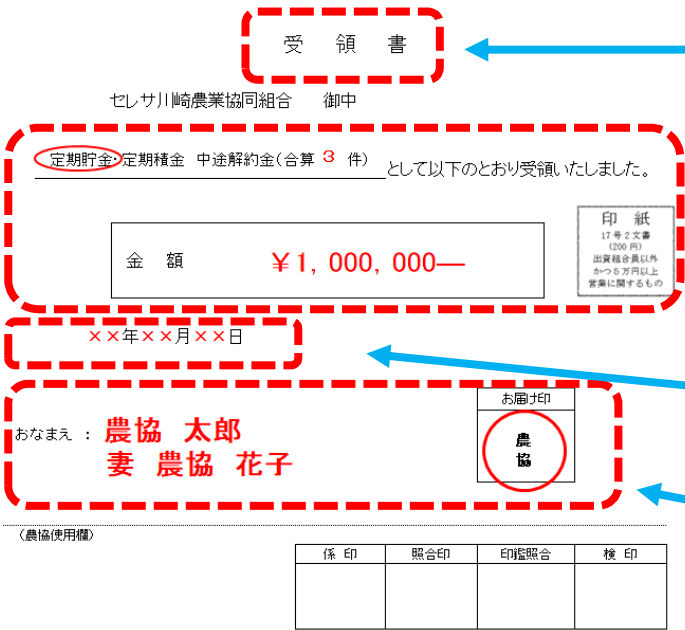 受 領 書
セレサ川崎農業協同組合 御中
定期貯金・定期積金 中途解約金(合算 3 件) として以下のとおり受領いたしました。
金 額 ￥1, 000, 000―
印 紙
17号2文書
(200円)
出資組合員以外
かつ5万円以上
営業に関するもの
××年××月××日
お届け印
おなまえ : 農協 太郎
妻 農協 花子
農
協
(農協使用欄)
係 印 照合印 印鑑照合 検 印